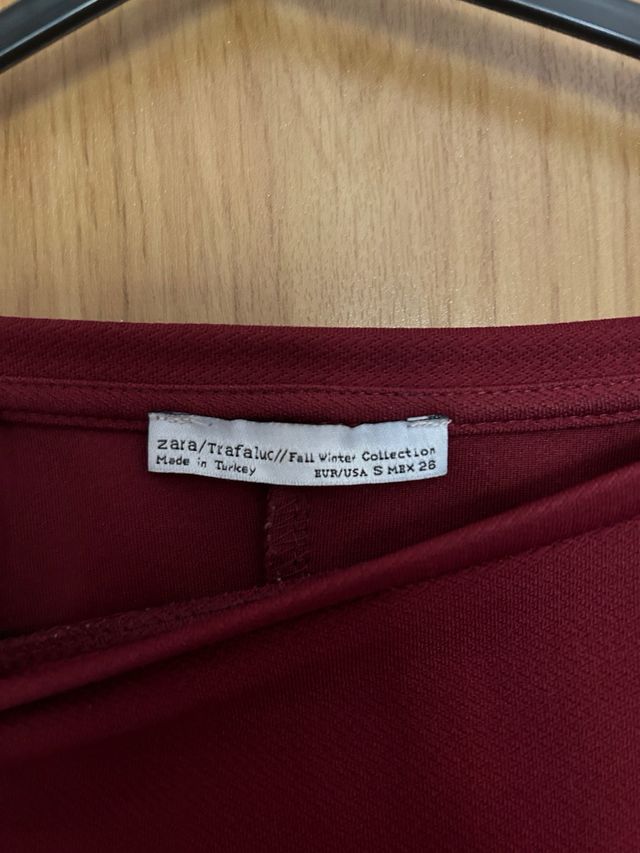 zara/Trafaluc//Fall Winter Collection
Made in Turkey EUR/USA S MEX 26